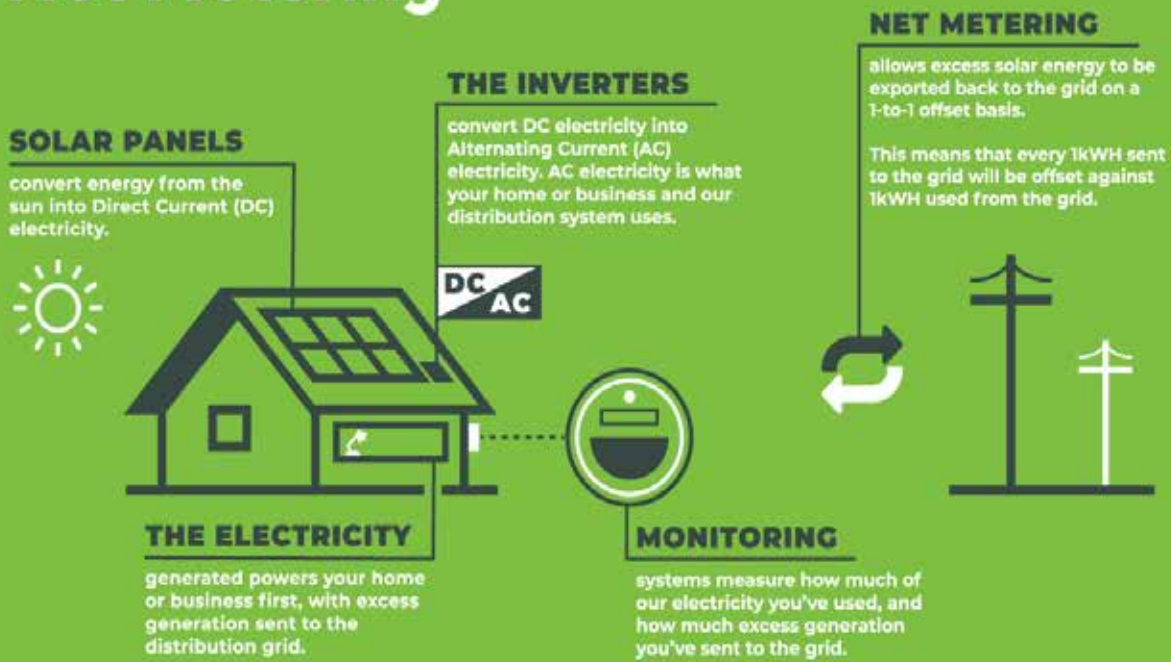 NET METERING
allows excess solar energy to be
exported back to the grid on a
1-to-1 offset basis.
This means that every 1kWH sent
to the grid will be offset against
1kWH used from the grid.
THE INVERTERS
convert DC electricity into
Alternating Current (AC)
electricity. AC electricity is what
your home or business and our
distribution system uses.
SOLAR PANELS
convert energy from the
sun into Direct Current (DC)
electricity.
DC
AC
THE ELECTRICITY
generated powers your home
or business first, with excess
generation sent to the
distribution grid.
MONITORING
systems measure how much of
our electricity you've used, and
how much excess generation
you've sent to the grid.